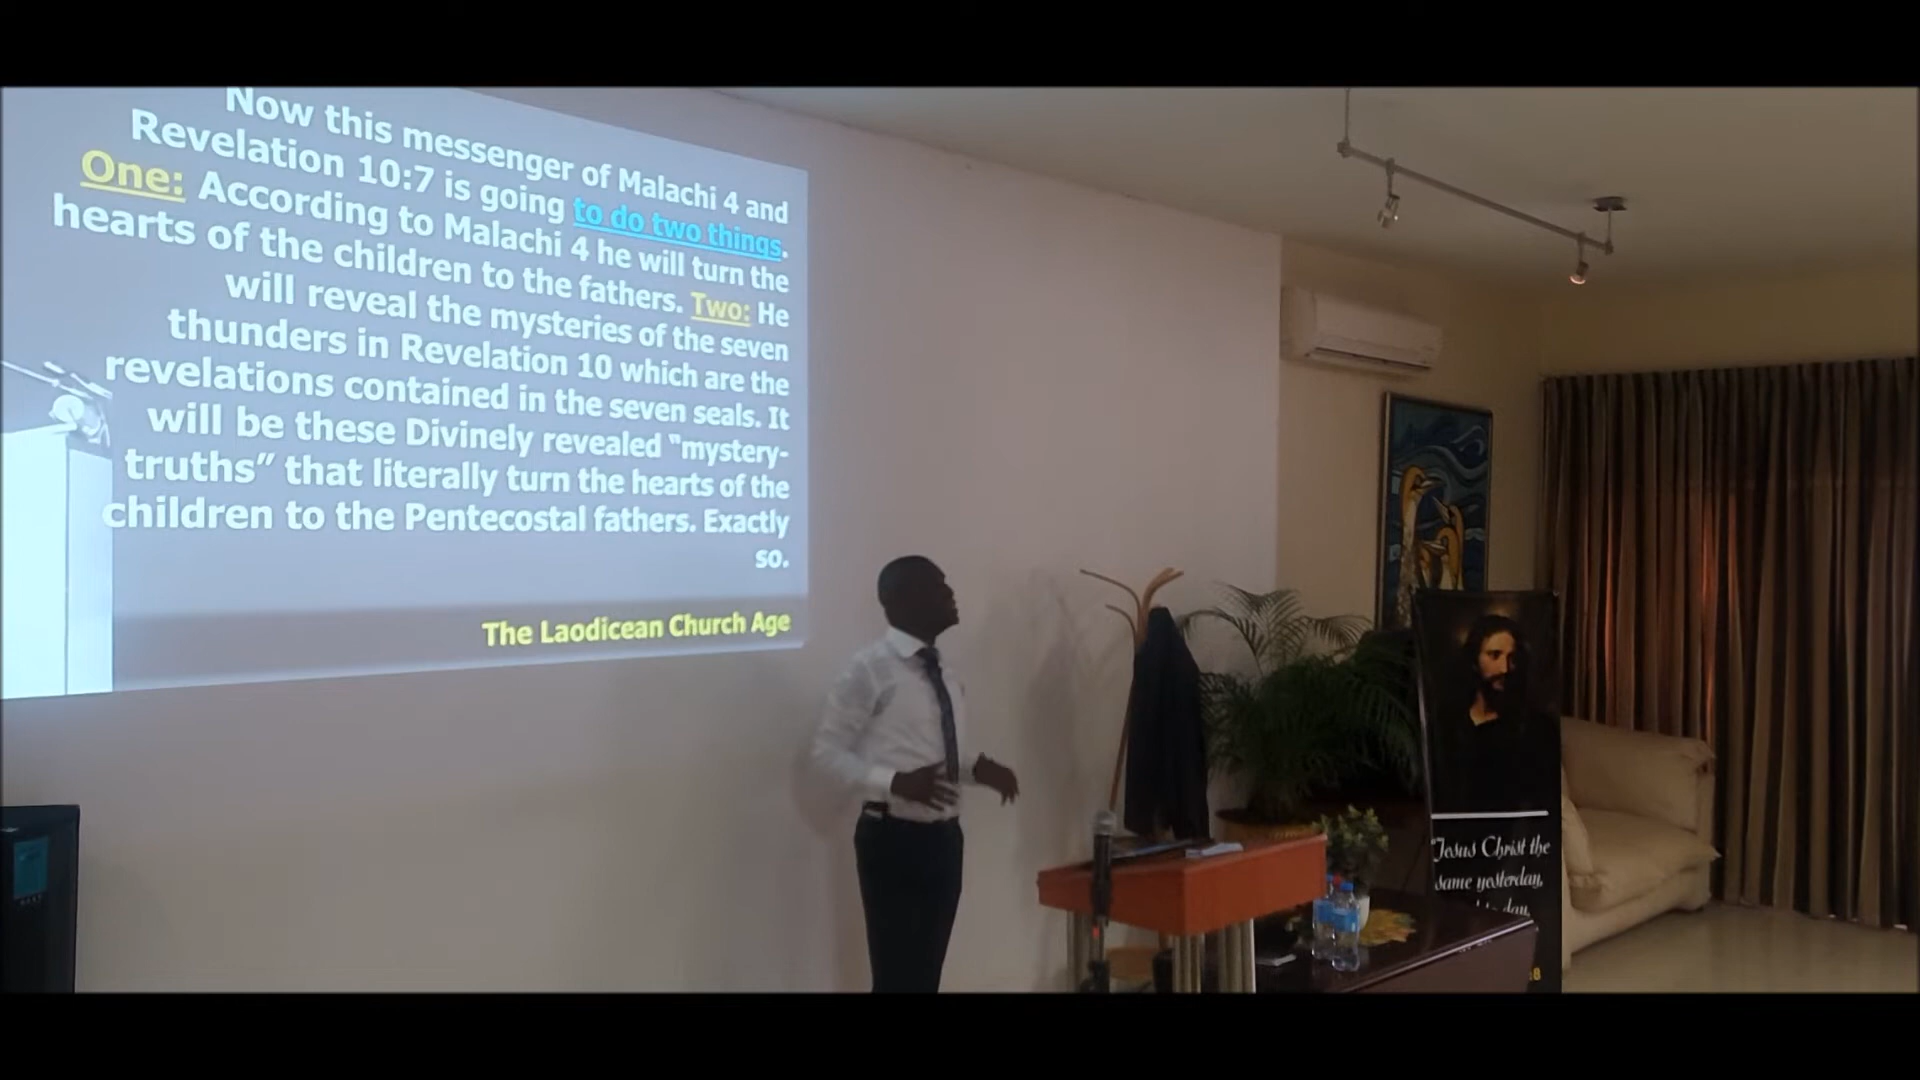 Now this messenger of Malachi 4 and
Revelation 10:7 is going to do two things.
One: According to Malachi 4 he will turn the
hearts of the children to the fathers. Two: He
will reveal the mysteries of the seven
thunders in Revelation 10 which are the
revelations contained in the seven seals. It
will be these Divinely revealed "mystery-
truths” that literally turn the hearts of the
children to the Pentecostal fathers. Exactly
so.
The Laodicean Church Age
"Jesus Christ the
same yesterday,
day,
8